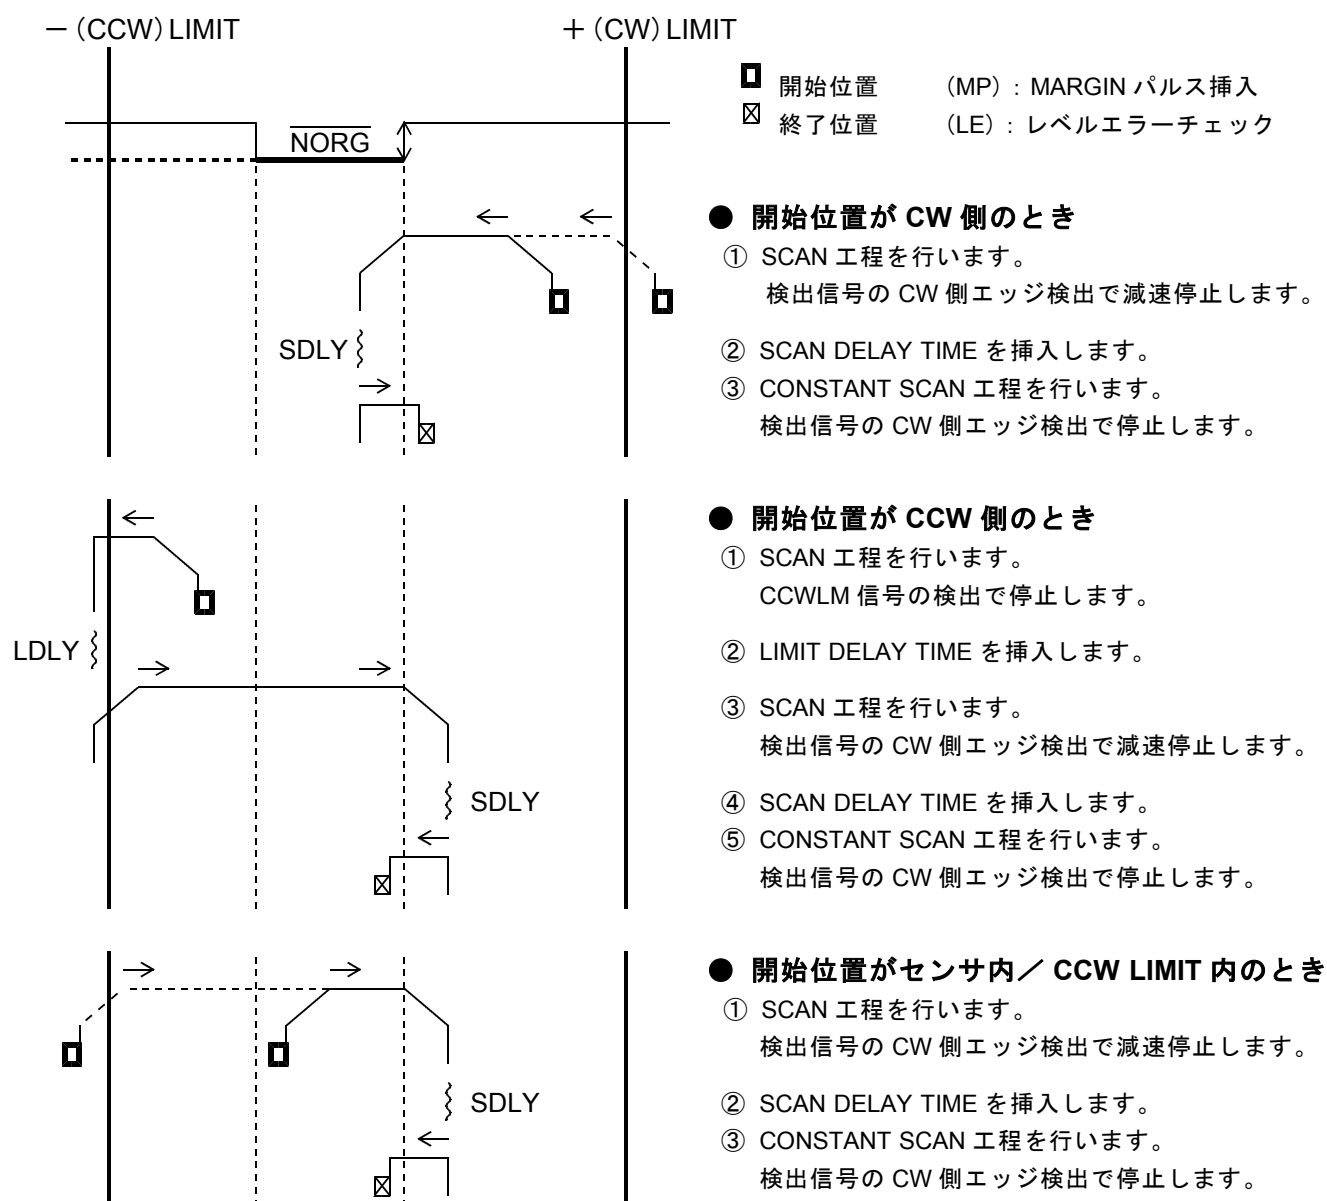 －(CCW) LIMIT
＋(CW) LIMIT
開始位置 (MP) : MARGIN パルス挿入
終了位置 (LE) : レベルエラーチェック
NORG
● 開始位置が CW 側のとき
① SCAN 工程を行います。
検出信号の CW 側エッジ検出で減速停止します。
SDLY
② SCAN DELAY TIME を挿入します。
③ CONSTANT SCAN 工程を行います。
検出信号の CW 側エッジ検出で停止します。
● 開始位置が CCW 側のとき
① SCAN 工程を行います。
CCWLM 信号の検出で停止します。
LDLY
② LIMIT DELAY TIME を挿入します。
③ SCAN 工程を行います。
検出信号の CW 側エッジ検出で減速停止します。
SDLY
④ SCAN DELAY TIME を挿入します。
⑤ CONSTANT SCAN 工程を行います。
検出信号の CW 側エッジ検出で停止します。
● 開始位置がセンサ内／ CCW LIMIT 内のとき
① SCAN 工程を行います。
検出信号の CW 側エッジ検出で減速停止します。
SDLY
② SCAN DELAY TIME を挿入します。
③ CONSTANT SCAN 工程を行います。
検出信号の CW 側エッジ検出で停止します。